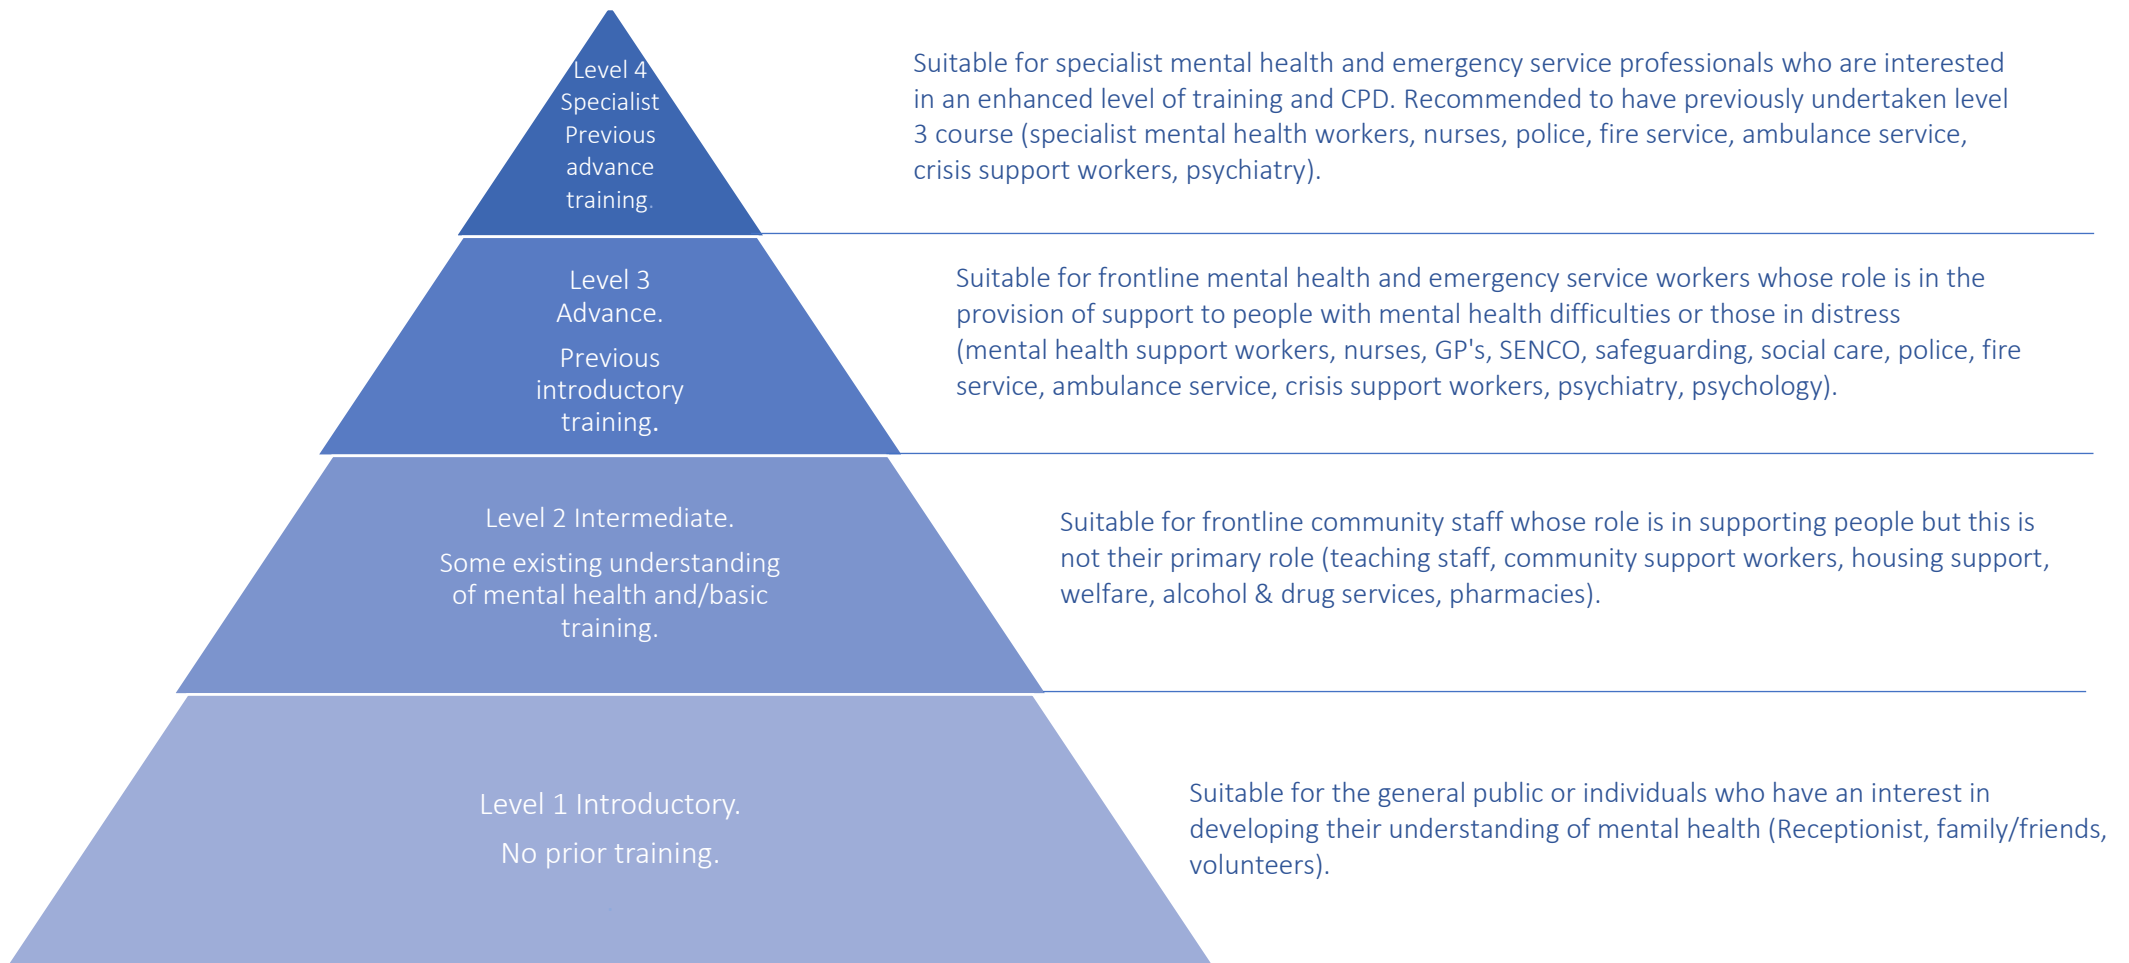 Level 4
Specialist
Previous
advance
training.
Suitable for specialist mental health and emergency service professionals who are interested
in an enhanced level of training and CPD. Recommended to have previously undertaken level
3 course (specialist mental health workers, nurses, police, fire service, ambulance service,
crisis support workers, psychiatry).
Level 3
Advance.
Previous
introductory
training.
Suitable for frontline mental health and emergency service workers whose role is in the
provision of support to people with mental health difficulties or those in distress
(mental health support workers, nurses, GP's, SENCO, safeguarding, social care, police, fire
service, ambulance service, crisis support workers, psychiatry, psychology).
Level 2 Intermediate.
Some existing understanding
of mental health and/basic
training.
Suitable for frontline community staff whose role is in supporting people but this is
not their primary role (teaching staff, community support workers, housing support,
welfare, alcohol & drug services, pharmacies).
Level 1 Introductory.
No prior training.
Suitable for the general public or individuals who have an interest in
developing their understanding of mental health (Receptionist, family/friends,
volunteers).